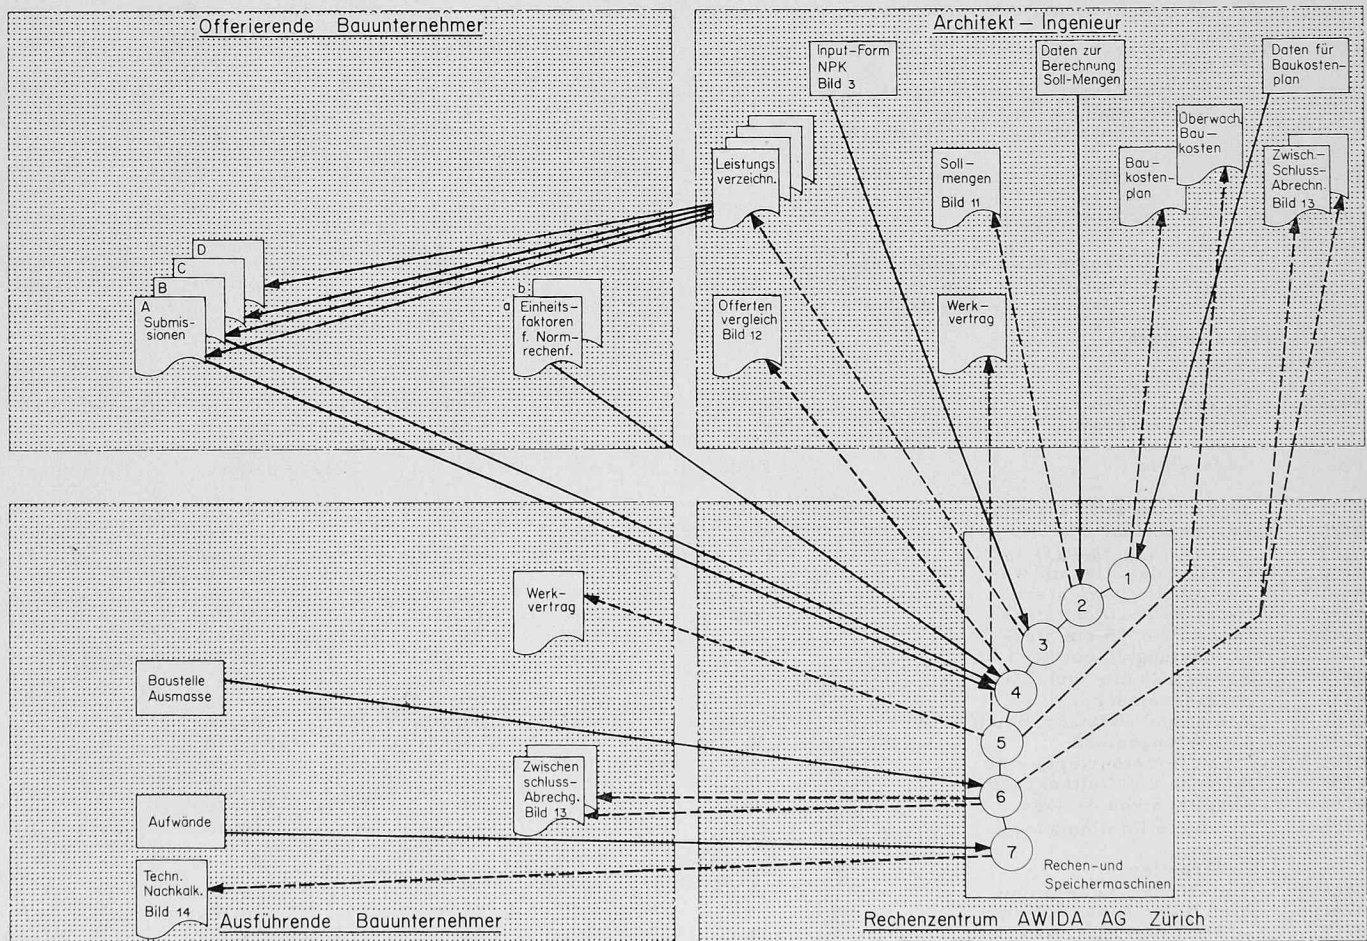 Offerierende Bauunternehmer
D
C
B
A
Submis-
sionen
b
a
Einheits-
faktoren
f. Norm-
rechenf.
Architekt – Ingenieur
Input-Form
NPK
Bild 3
Daten zur
Berechnung
Soll-Mengen
Daten für
Baukosten-
plan
Leistungs
verzeichn.
Soll-
mengen
Bild 11
Bau-
kosten-
plan
Überwach.
Bau-
kosten
Zwisch.-
Schluss-
Abrechn.
Bild 13
Offerten
vergleich
Bild 12
Werk-
vertrag
Werk-
vertrag
Baustelle
Ausmasse
Zwischen
schluss-
Abrechg.
Bild 13
Aufwände
Techn.
Nachkalk.
Bild 14
Ausführende Bauunternehmer
1
2
3
4
5
6
7
Rechen-und
Speichermaschinen
Rechenzentrum AWIDA AG Zürich